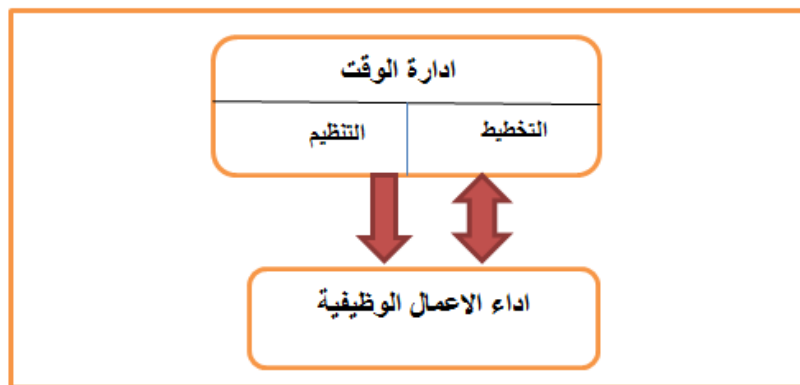 ادارة الوقت
التخطيط
التنظيم
اداء الاعمال الوظيفية